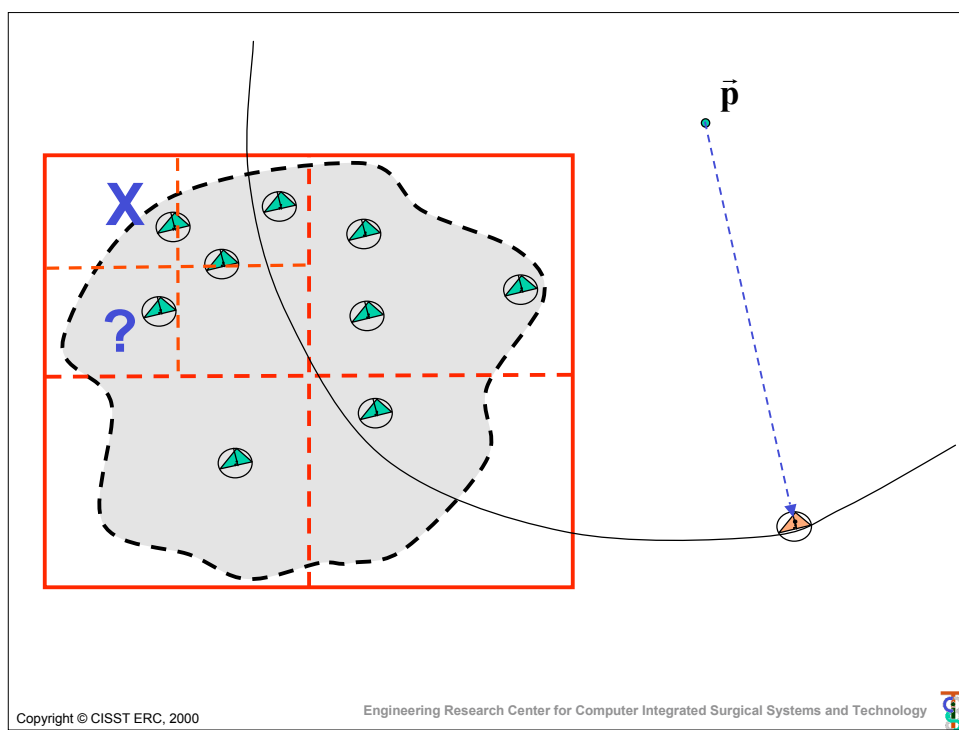 p
X
?
Copyright © CISST ERC, 2000
Engineering Research Center for Computer Integrated Surgical Systems and Technology